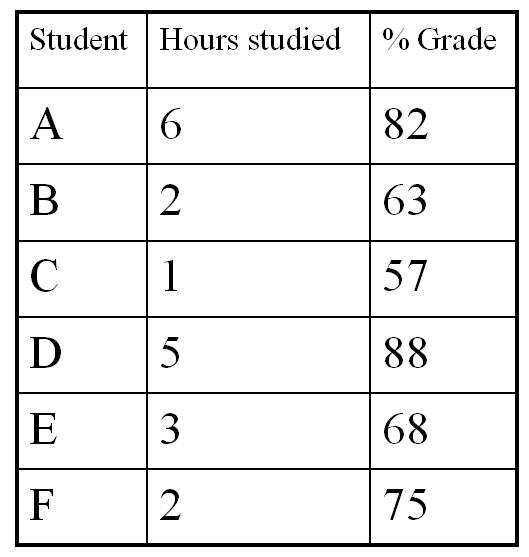 Student Hours studied % Grade
A 6 82
B 2 63
C 1 57
D 5 88
E 3 68
F 2 75